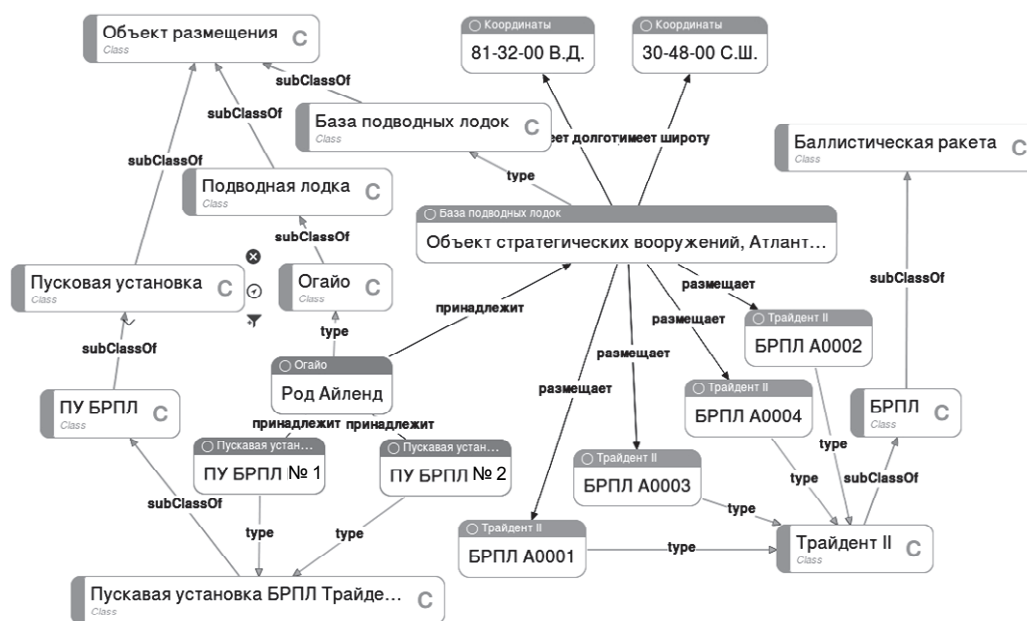 Объект размещения C
Class
Координаты
81-32-00 В.Д.
Координаты
30-48-00 С.Ш.
subClassOf
subClassOf
База подводных лодок C
Class
имеет широту
Баллистическая ракета C
Class
subClassOf
type
Подводная лодка C
Class
База подводных лодок
Объект стратегических вооружений, Атлант...
subClassOf
Пусковая установка C
Class
Огайо C
Class
subClassOf
размещает
принадлежит
type
размещает
Трайдент II
БРПЛ А0002
subClassOf
размещает
Огайо
Род Айленд
размещает
Трайдент II
БРПЛ А0004
ПУ БРПЛ C
Class
БРПЛ C
Class
принадлежит принадлежит
Пускавая устан...
ПУ БРПЛ № 1
Пускавая устан...
ПУ БРПЛ № 2
type
Трайдент II
БРПЛ А0003
type
subClassOf
subClassOf
type
type
type
Трайдент II
БРПЛ А0001
type
Трайдент II C
Class
Пускавая установка БРПЛ Трайде... C
Class